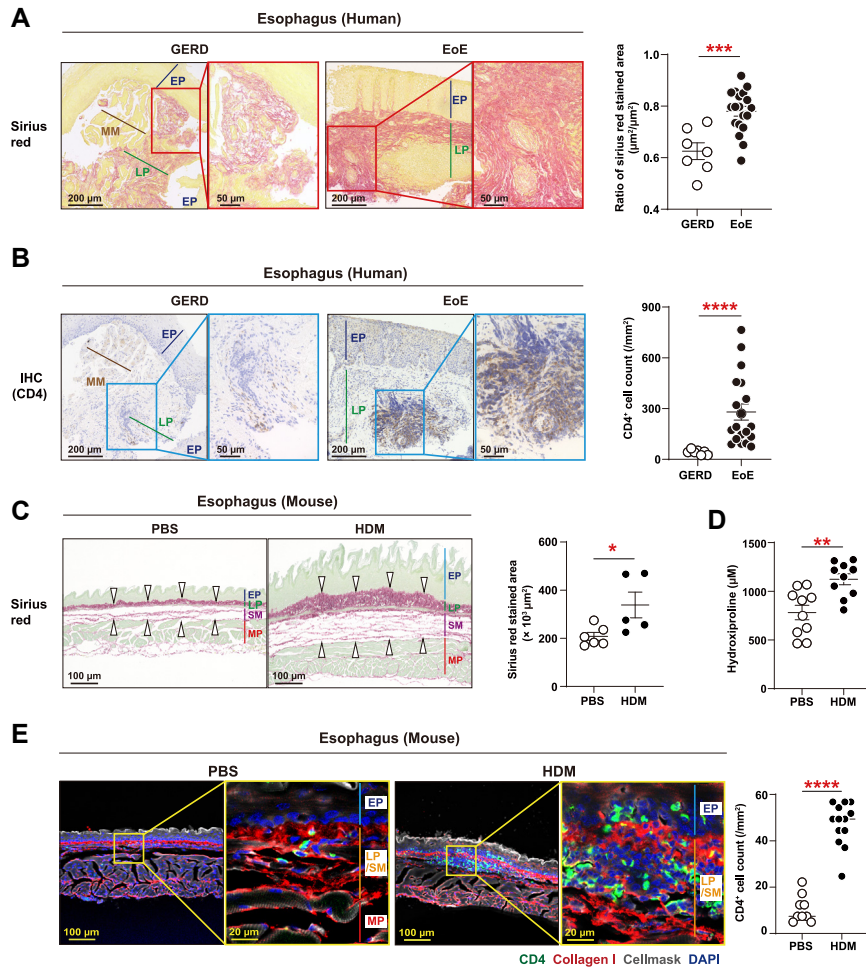 A
Esophagus (Human)
GERD
EoE
Sirius
red
EP
MM
LP
EP
200 μm
50 μm
EP
LP
200 μm
50 μm
Ratio of sirius red stained area
(μm²/μm²)
***
1.0
0.8
0.6
0.4
GERD
EoE
B
Esophagus (Human)
GERD
EoE
IHC
(CD4)
EP
MM
LP
EP
200 μm
50 μm
EP
LP
200 μm
50 μm
CD4⁺ cell count (/mm²)
****
900
600
300
0
GERD
EoE
C
Esophagus (Mouse)
PBS
HDM
Sirius
red
EP
LP
SM
MP
100 μm
EP
LP
SM
MP
100 μm
Sirius red stained area
(× 10³ μm²)
*
600
400
200
0
PBS
HDM
D
Hydroxiproline (μM)
**
1500
1000
500
0
PBS
HDM
E
Esophagus (Mouse)
PBS
HDM
EP
LP
/SM
MP
100 μm
20 μm
EP
LP
/SM
100 μm
20 μm
CD4 Collagen I Cellmask DAPI
CD4⁺ cell count (/mm²)
****
60
40
20
0
PBS
HDM